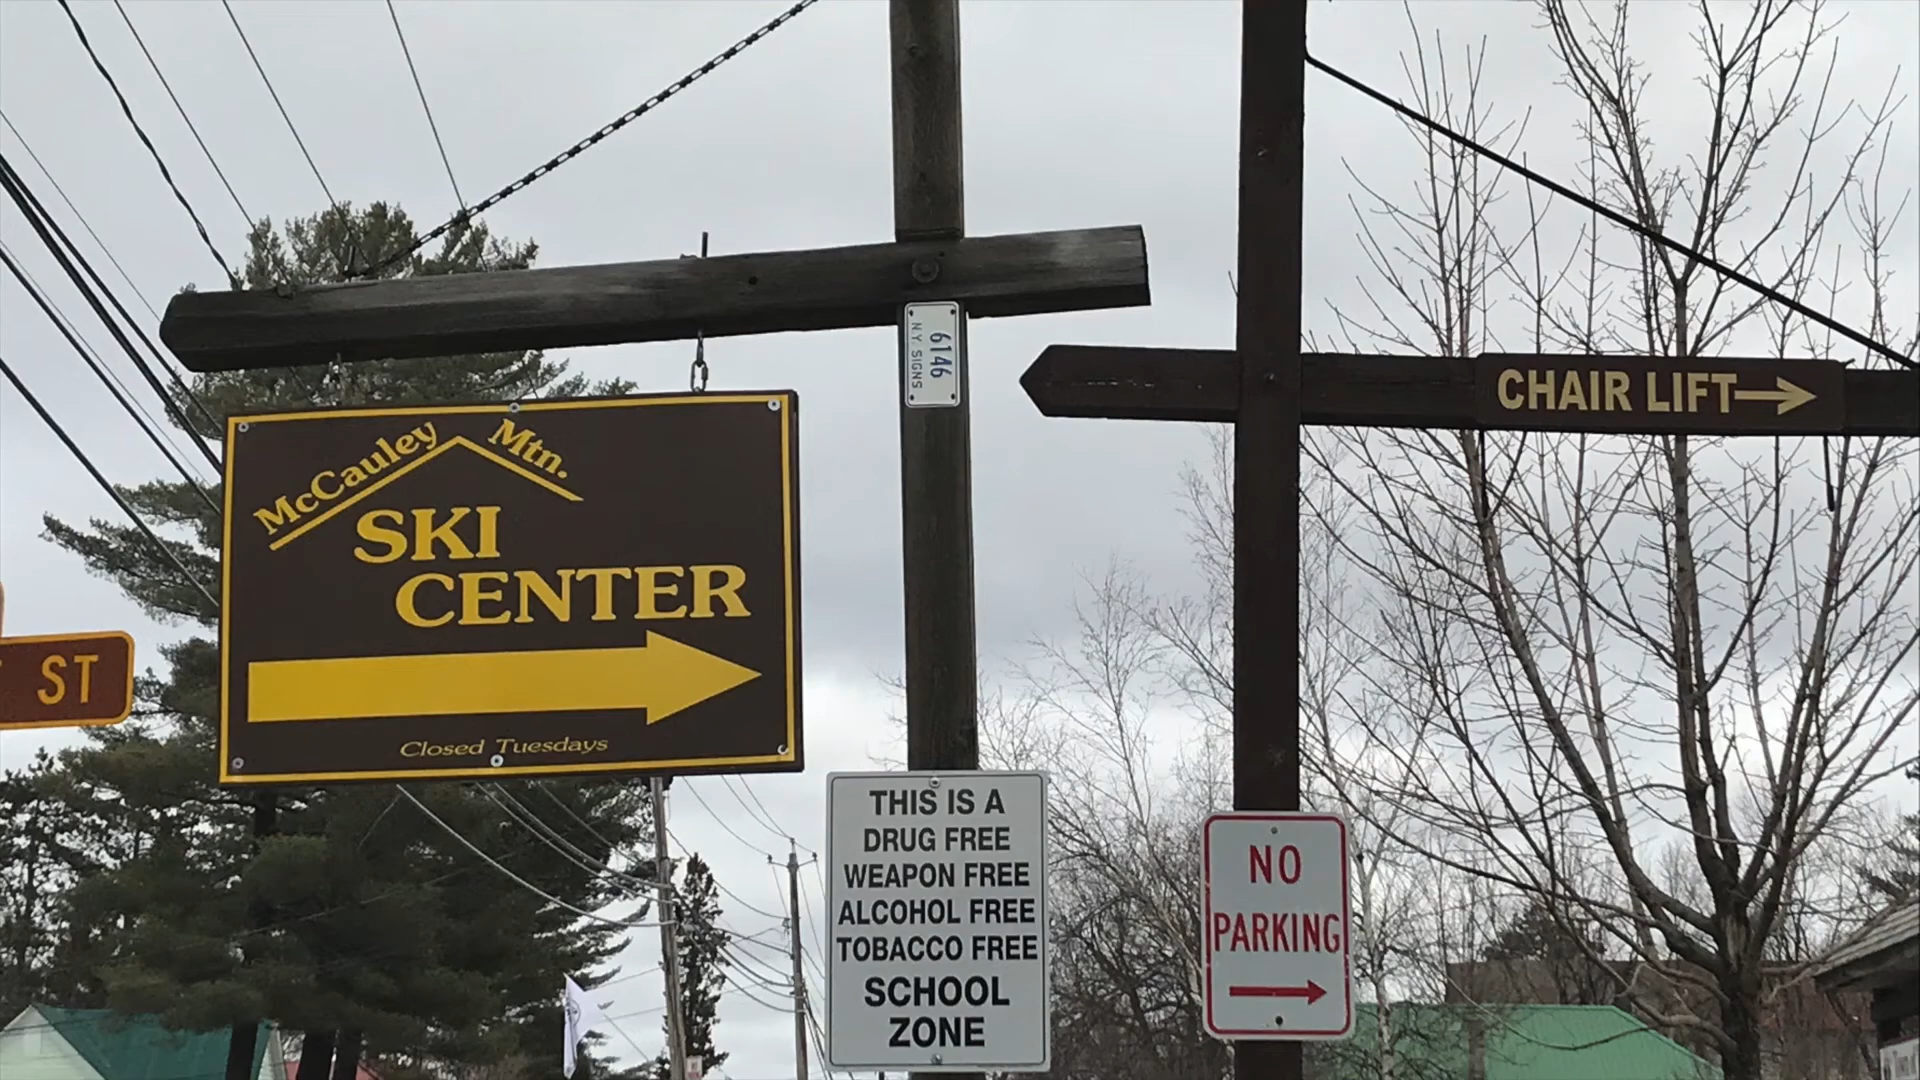 McCauley Mtn.
SKI
CENTER
Closed Tuesdays
ST
6146
N.Y. SIGNS
CHAIR LIFT
THIS IS A
DRUG FREE
WEAPON FREE
ALCOHOL FREE
TOBACCO FREE
SCHOOL
ZONE
NO
PARKING